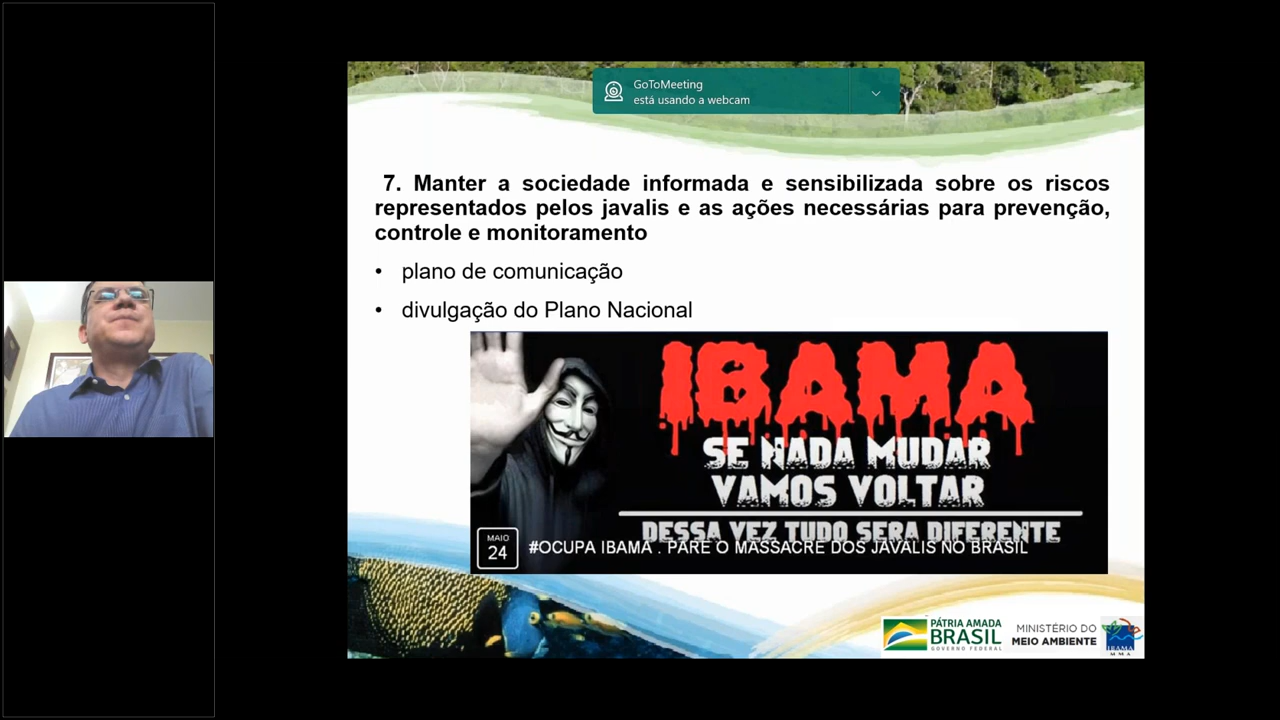 GoToMeeting
está usando a webcam
7. Manter a sociedade informada e sensibilizada sobre os riscos
representados pelos javalis e as ações necessárias para prevenção,
controle e monitoramento
• plano de comunicação
• divulgação do Plano Nacional
IBAMA
SE NADA MUDAR
VAMOS VOLTAR
DESSA VEZ TUDO SERA DIFERENTE
MAIO
24
#OCUPA IBAMA . PARE O MASSACRE DOS JAVALIS NO BRASIL
PÁTRIA AMADA
BRASIL
GOVERNO FEDERAL
MINISTÉRIO DO
MEIO AMBIENTE
IBAMA
M M A